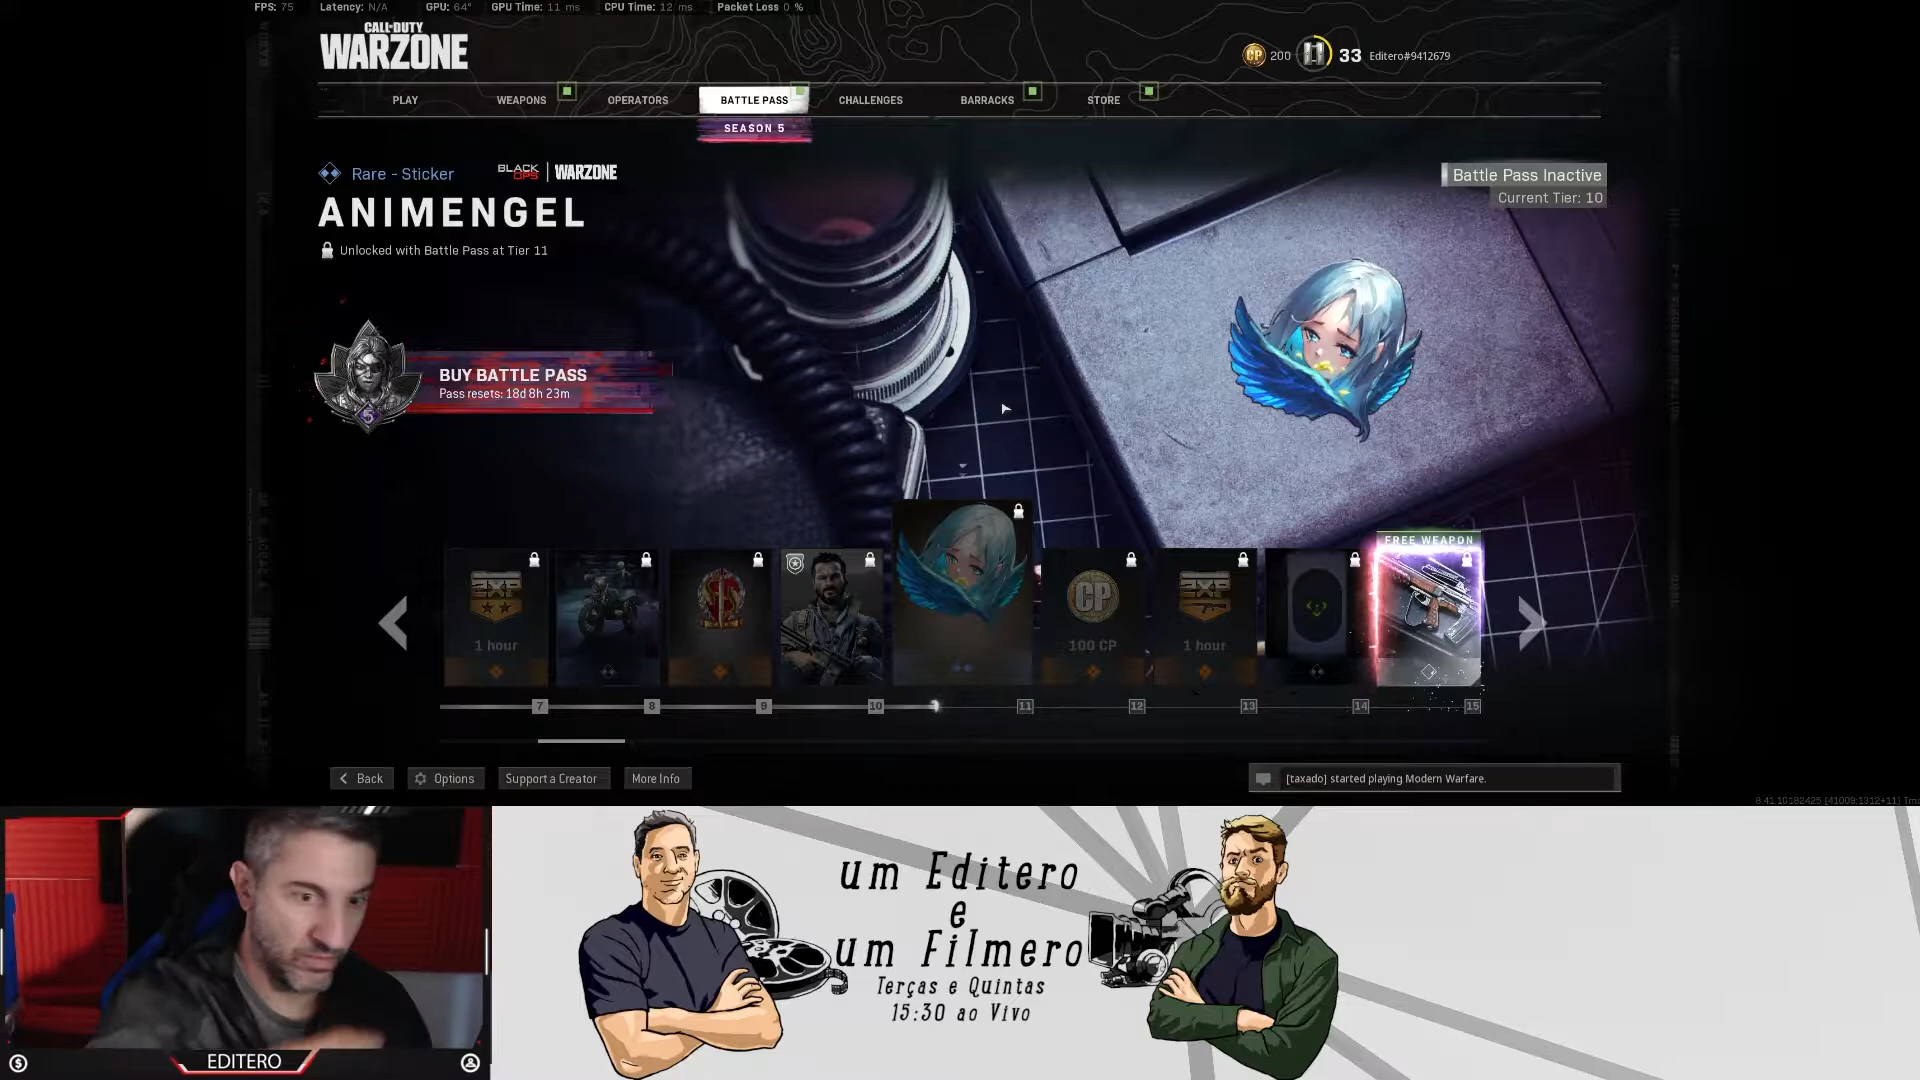 FPS: 75 Latency: N/A GPU: 64° GPU Time: 11 ms CPU Time: 12 ms Packet Loss 0 %
CALL OF DUTY
WARZONE
CP 200 33 Editero#9412679
PLAY WEAPONS OPERATORS BATTLE PASS CHALLENGES BARRACKS STORE
SEASON 5
Rare - Sticker BLACK OPS | WARZONE
Battle Pass Inactive
Current Tier: 10
ANIMENGEL
Unlocked with Battle Pass at Tier 11
BUY BATTLE PASS
Pass resets: 18d 8h 23m
5
FREE WEAPON
2XP CP 2XP
1 hour 100 CP 1 hour
7 8 9 10 11 12 13 14 15
Back Options Support a Creator More Info
[taxado] started playing Modern Warfare.
um Editero
e
um Filmero
Terças e Quintas
15:30 ao Vivo
$ EDITERO